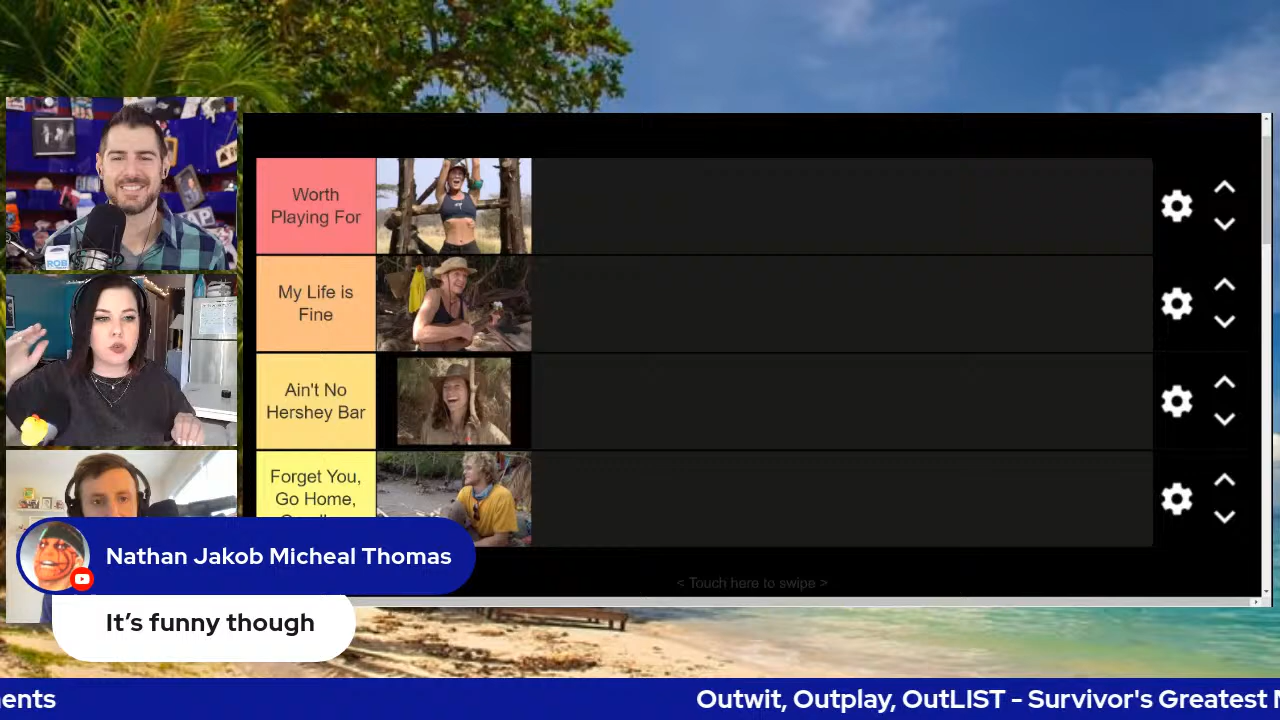 Worth
Playing For
My Life is
Fine
Ain't No
Hershey Bar
Forget You,
Go Home,
ROB
Nathan Jakob Micheal Thomas
It’s funny though
< Touch here to swipe >
ents
Outwit, Outplay, OutLIST - Survivor's Greatest